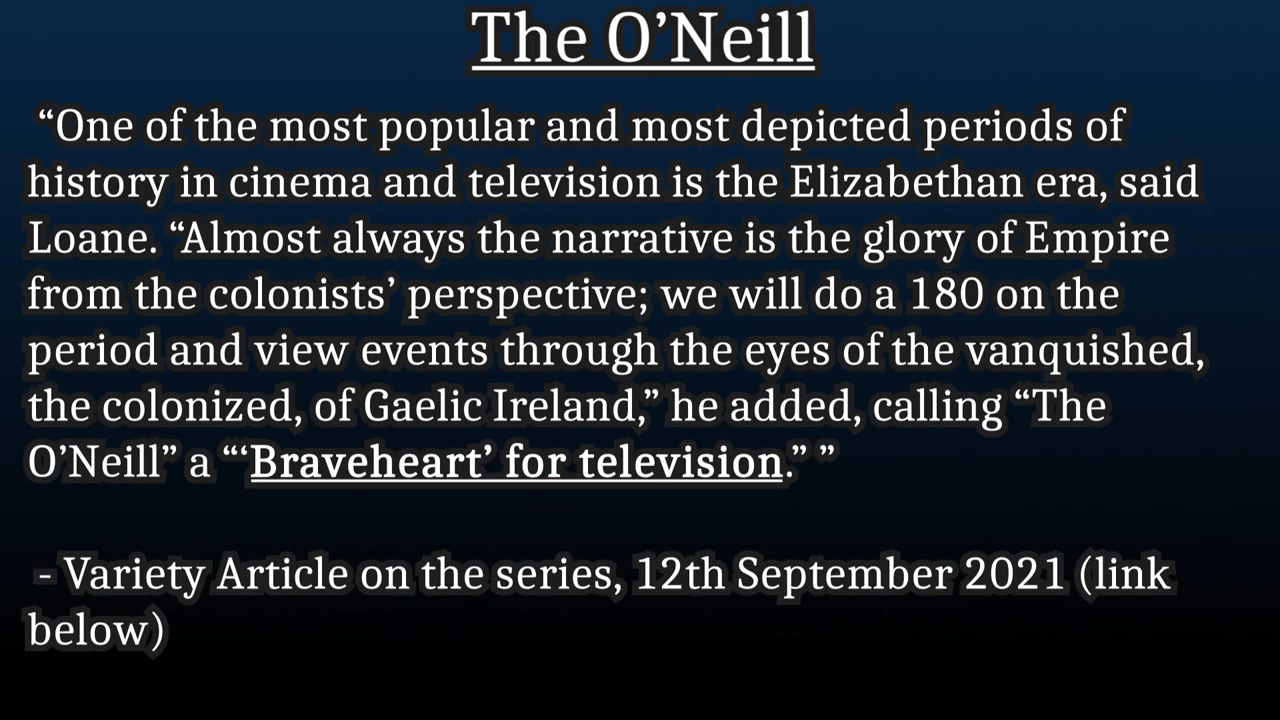 The O’Neill
“One of the most popular and most depicted periods of
history in cinema and television is the Elizabethan era, said
Loane. “Almost always the narrative is the glory of Empire
from the colonists’ perspective; we will do a 180 on the
period and view events through the eyes of the vanquished,
the colonized, of Gaelic Ireland,” he added, calling “The
O’Neill” a “‘Braveheart’ for television.” ”
- Variety Article on the series, 12th September 2021 (link
below)